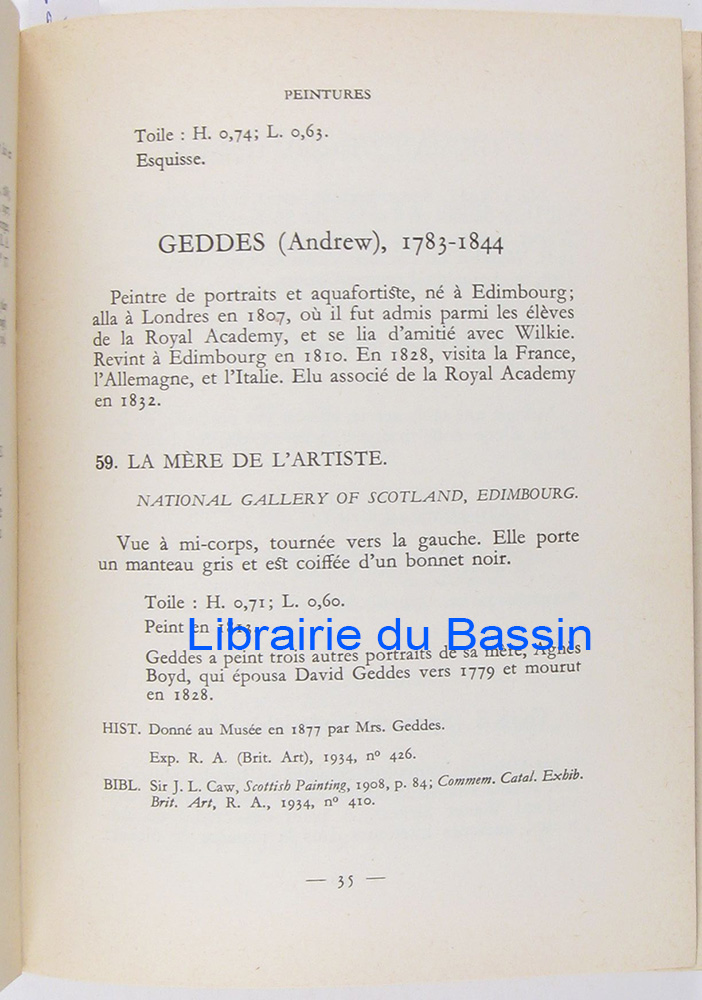 PEINTURES
Toile : H. 0,74; L. 0,63.
Esquisse.
GEDDES (Andrew), 1783-1844
Peintre de portraits et aquafortiste, né à Edimbourg;
alla à Londres en 1807, où il fut admis parmi les élèves
de la Royal Academy, et se lia d'amitié avec Wilkie.
Revint à Edimbourg en 1810. En 1828, visita la France,
l'Allemagne, et l'Italie. Elu associé de la Royal Academy
en 1832.
59. LA MÈRE DE L'ARTISTE.
NATIONAL GALLERY OF SCOTLAND, EDIMBOURG.
Vue à mi-corps, tournée vers la gauche. Elle porte
un manteau gris et est coiffée d'un bonnet noir.
Toile : H. 0,71; L. 0,60.
Peint en
Librairie du Bassin
Geddes a peint trois autres portraits de sa mère, Agnès
Boyd, qui épousa David Geddes vers 1779 et mourut
en 1828.
HIST. Donné au Musée en 1877 par Mrs. Geddes.
Exp. R. A. (Brit. Art), 1934, nº 426.
BIBL. Sir J. L. Caw, Scottish Painting, 1908, p. 84; Commem. Catal. Exhib.
Brit. Art, R. A., 1934, nº 410.
— 35 —